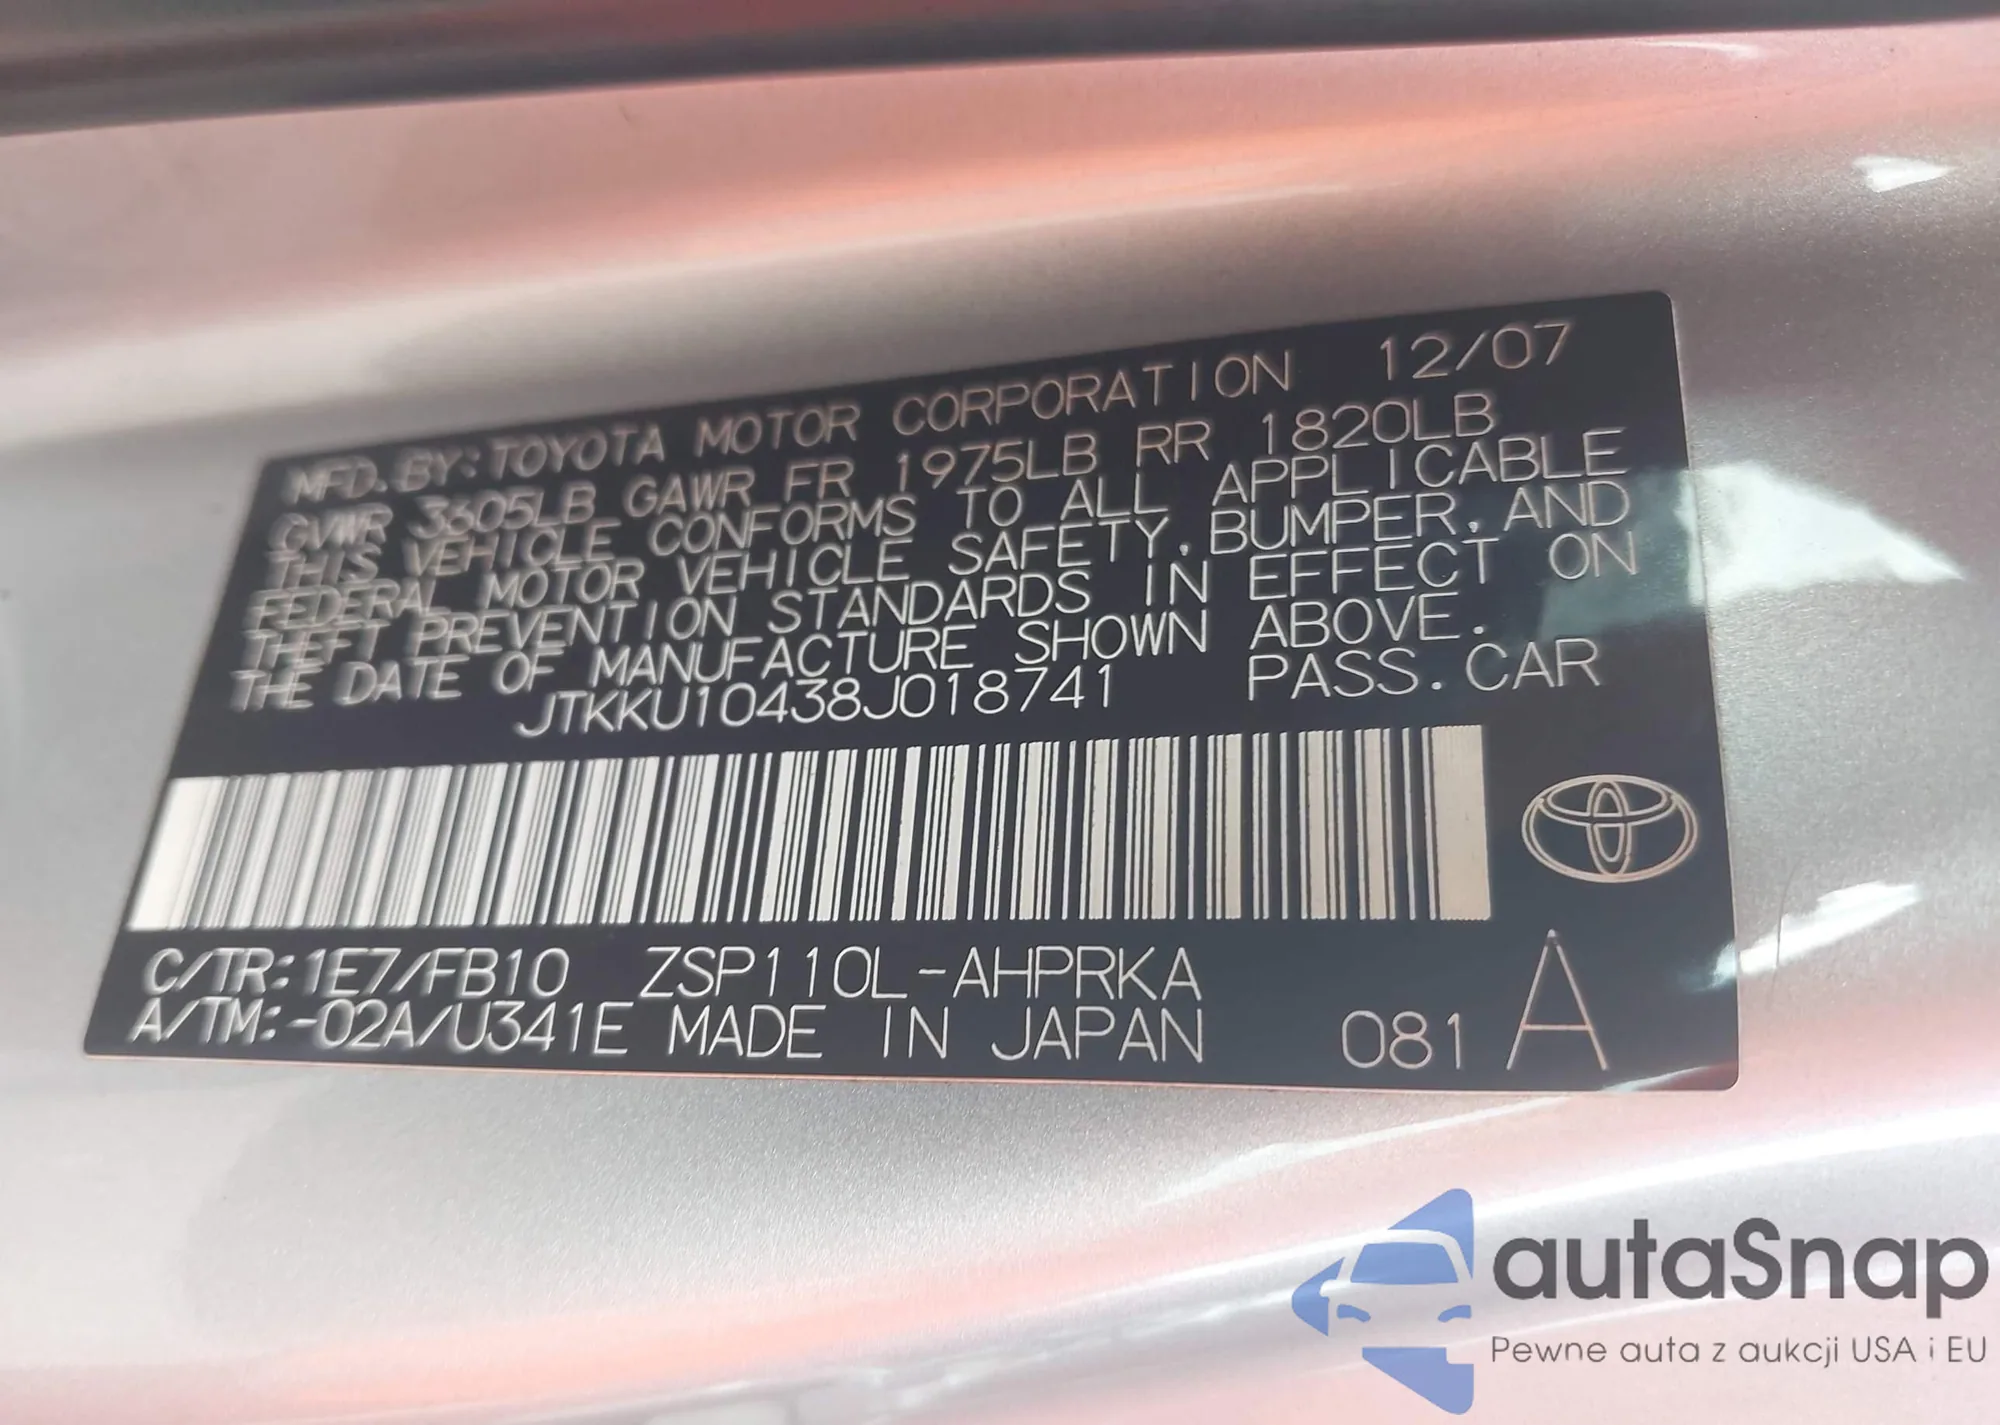 MFD.BY:TOYOTA MOTOR CORPORATION 12/07
GVWR 3605LB GAWR FR 1975LB RR 1820LB
THIS VEHICLE CONFORMS TO ALL APPLICABLE
FEDERAL MOTOR VEHICLE SAFETY, BUMPER, AND
THEFT PREVENTION STANDARDS IN EFFECT ON
THE DATE OF MANUFACTURE SHOWN ABOVE.
JTKKU10438J018741 PASS.CAR
C/TR:1E7/FB10 ZSP110L-AHPRKA
A/TM:-02A/U341E MADE IN JAPAN 081 A
autaSnap
Pewne auta z aukcji USA i EU